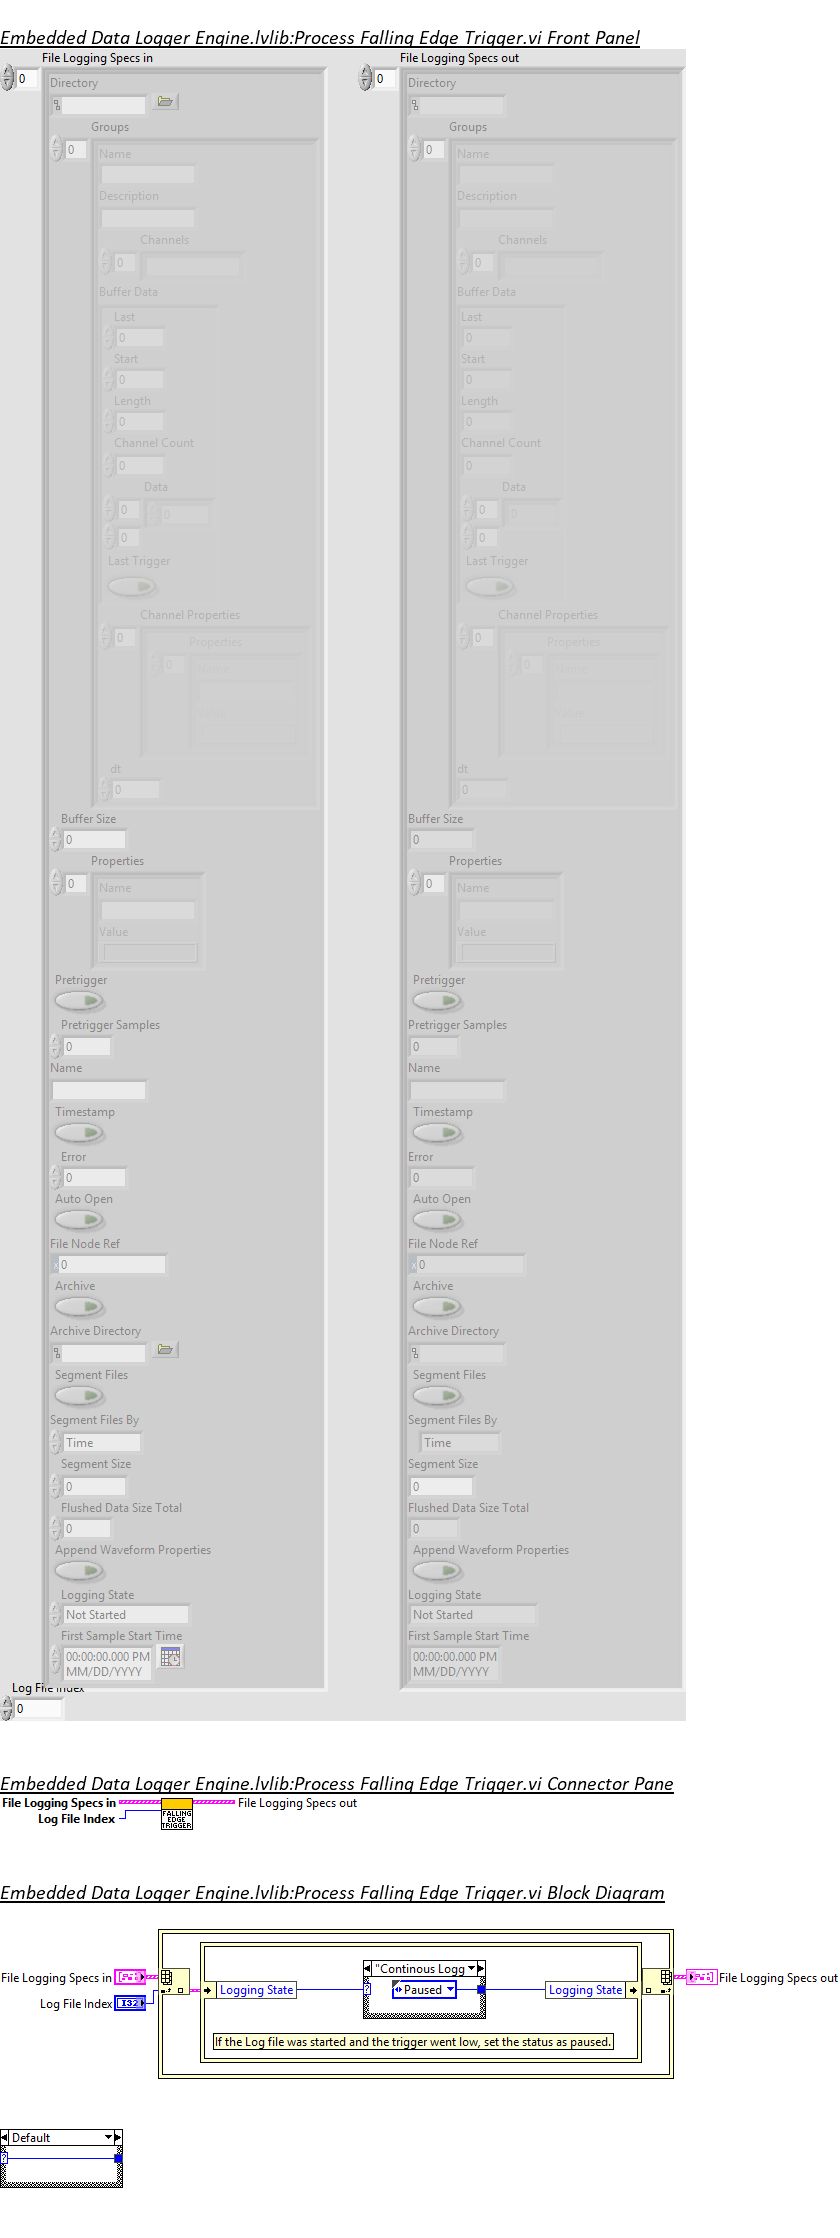 Embedded Data Logger Engine.lvlib:Process Falling Edge Trigger.vi Front Panel
File Logging Specs in
0
Directory
Groups
0
Name
Description
Channels
0
Buffer Data
Last
0
Start
0
Length
0
Channel Count
0
Data
0
0
0
Last Trigger
Channel Properties
0
Properties
0
Name
Value
dt
0
Buffer Size
0
Properties
0
Name
Value
Pretrigger
Pretrigger Samples
0
Name
Timestamp
Error
0
Auto Open
File Node Ref
0
Archive
Archive Directory
Segment Files
Segment Files By
Time
Segment Size
0
Flushed Data Size Total
0
Append Waveform Properties
Logging State
Not Started
First Sample Start Time
00:00:00.000 PM
MM/DD/YYYY
Log File Index
0
File Logging Specs out
0
Directory
Groups
0
Name
Description
Channels
0
Buffer Data
Last
0
Start
0
Length
0
Channel Count
0
Data
0
0
0
Last Trigger
Channel Properties
0
Properties
0
Name
Value
dt
0
Buffer Size
0
Properties
0
Name
Value
Pretrigger
Pretrigger Samples
0
Name
Timestamp
Error
0
Auto Open
File Node Ref
0
Archive
Archive Directory
Segment Files
Segment Files By
Time
Segment Size
0
Flushed Data Size Total
0
Append Waveform Properties
Logging State
Not Started
First Sample Start Time
00:00:00.000 PM
MM/DD/YYYY
Embedded Data Logger Engine.lvlib:Process Falling Edge Trigger.vi Connector Pane
File Logging Specs in
Log File Index
FALLING
EDGE
TRIGGER
File Logging Specs out
Embedded Data Logger Engine.lvlib:Process Falling Edge Trigger.vi Block Diagram
File Logging Specs in
Log File Index
I32
Logging State
"Continous Logg
?
Paused
Logging State
File Logging Specs out
If the Log file was started and the trigger went low, set the status as paused.
Default
?